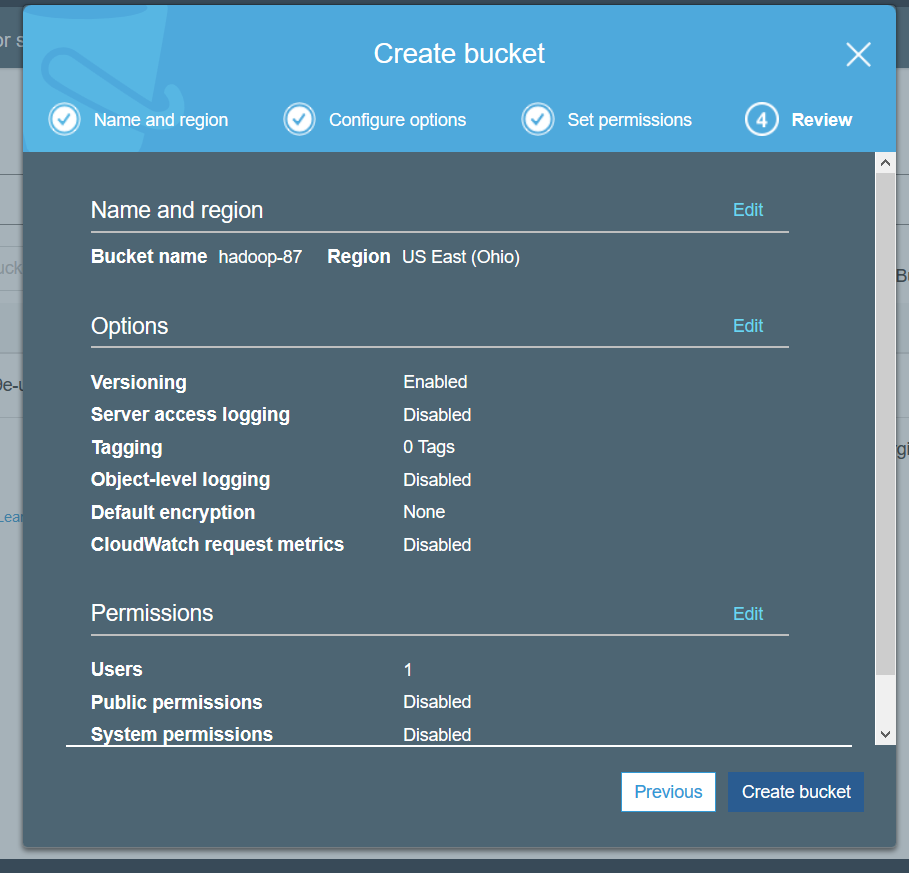 Create bucket
Name and region
Configure options
Set permissions
4 Review
Name and region Edit
Bucket name hadoop-87 Region US East (Ohio)
Options Edit
Versioning Enabled
Server access logging Disabled
Tagging 0 Tags
Object-level logging Disabled
Default encryption None
CloudWatch request metrics Disabled
Permissions Edit
Users 1
Public permissions Disabled
System permissions Disabled
Previous Create bucket